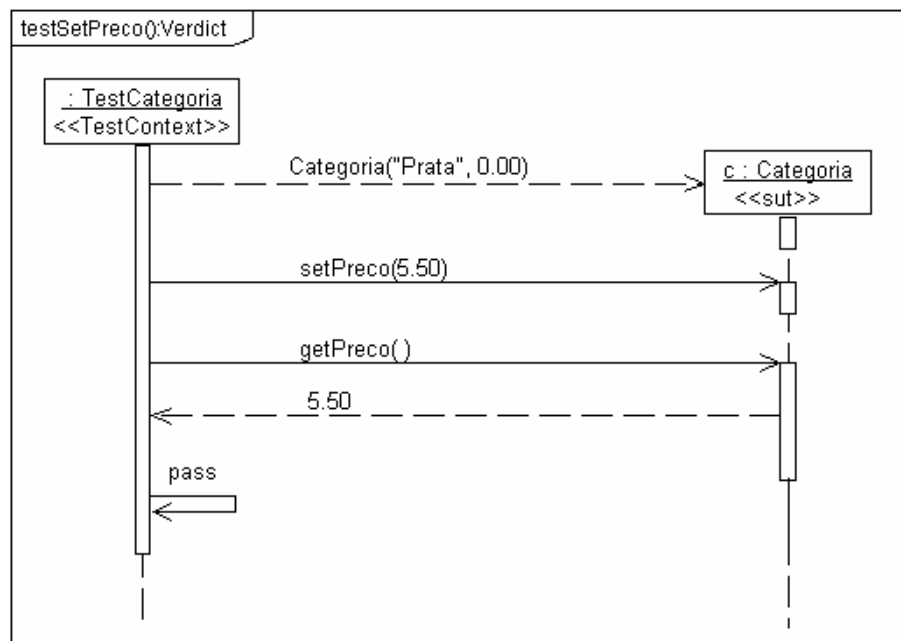 testSetPreco():Verdict
: TestCategoria
<<TestContext>>
Categoria("Prata", 0.00)
c : Categoria
<<sut>>
setPreco(5.50)
getPreco( )
5.50
pass